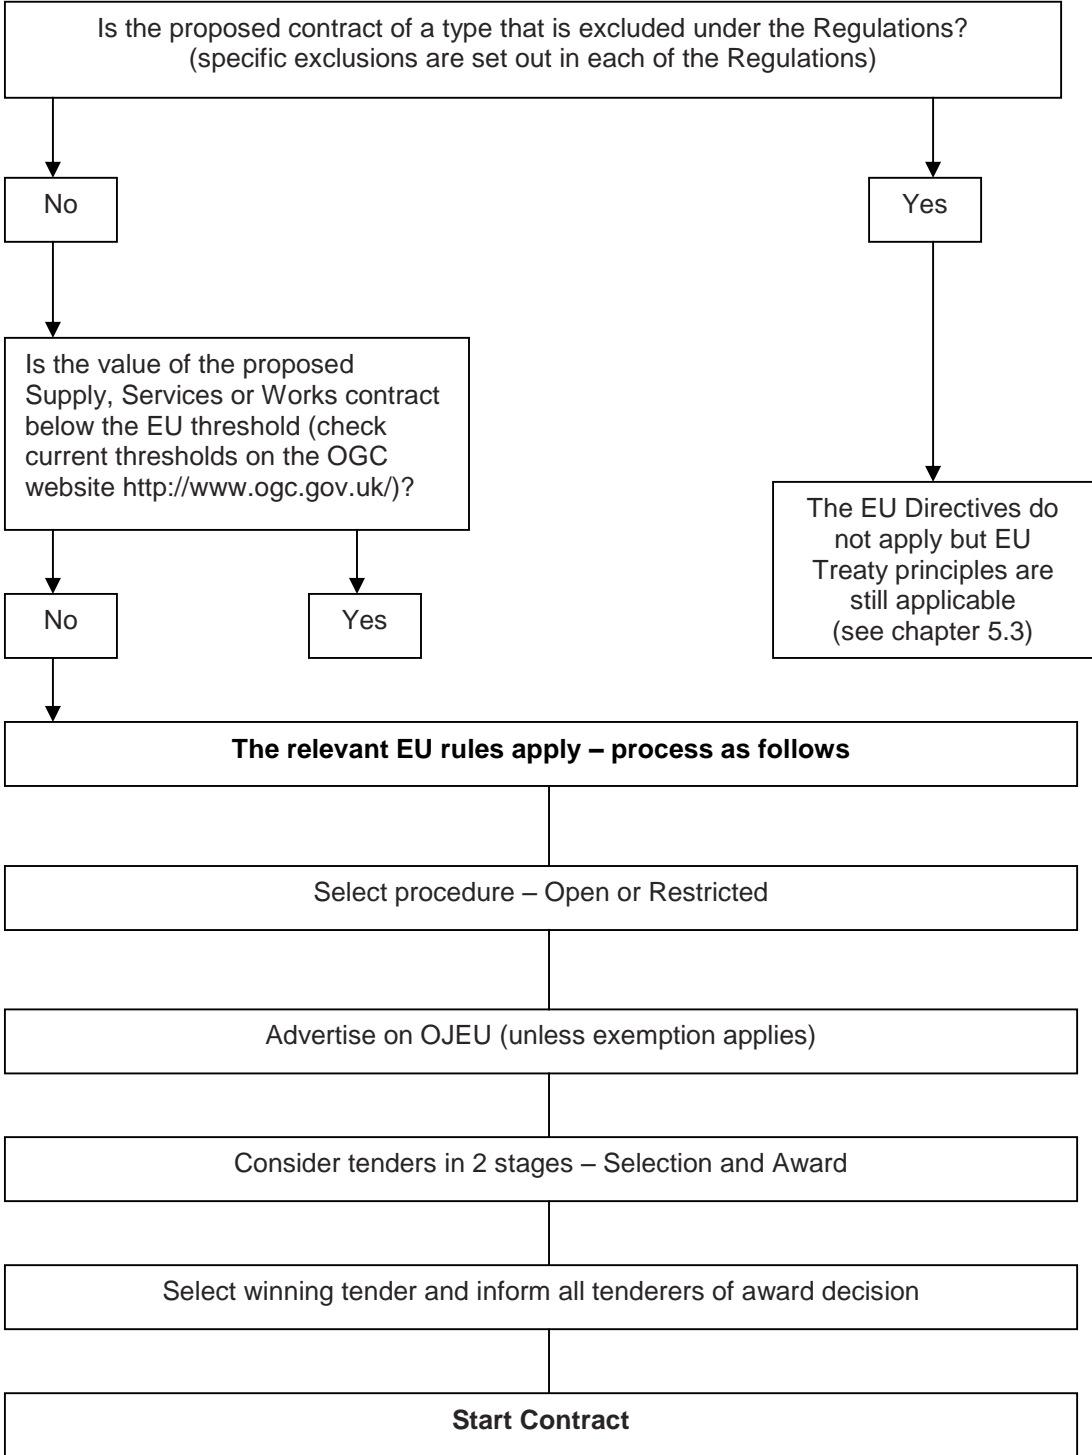 Is the proposed contract of a type that is excluded under the Regulations?
(specific exclusions are set out in each of the Regulations)
No
Yes
Is the value of the proposed
Supply, Services or Works contract
below the EU threshold (check
current thresholds on the OGC
website http://www.ogc.gov.uk/)?
The EU Directives do
not apply but EU
Treaty principles are
still applicable
(see chapter 5.3)
No
Yes
The relevant EU rules apply – process as follows
Select procedure – Open or Restricted
Advertise on OJEU (unless exemption applies)
Consider tenders in 2 stages – Selection and Award
Select winning tender and inform all tenderers of award decision
Start Contract